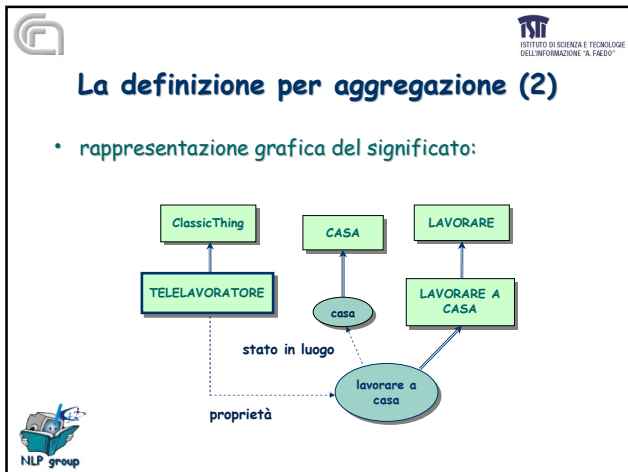 ISTITUTO DI SCIENZA E TECNOLOGIE
DELL'INFORMAZIONE "A. FAEDO"
La definizione per aggregazione (2)
• rappresentazione grafica del significato:
ClassicThing
CASA
LAVORARE
TELELAVORATORE
casa
LAVORARE A
CASA
stato in luogo
lavorare a
casa
proprietà
NLP group